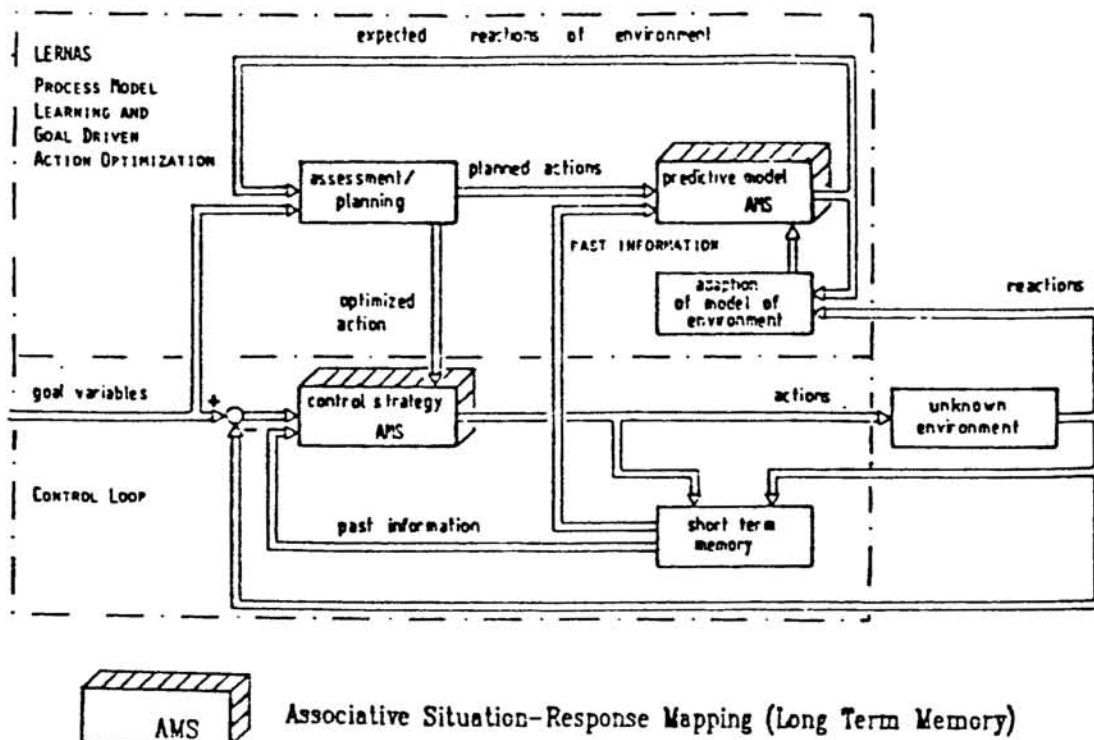 expected reactions of environment
LERNAS
PROCESS MODEL
LEARNING AND
GOAL DRIVEN
ACTION OPTIMIZATION
assessment/
planning
planned actions
predictive model
AMS
PAST INFORMATION
adaption
of model of
environment
reactions
optimized
action
goal variables
+
control strategy
AMS
actions
unknown
environment
-
CONTROL LOOP
past information
short term
memory
AMS
Associative Situation-Response Mapping (Long Term Memory)